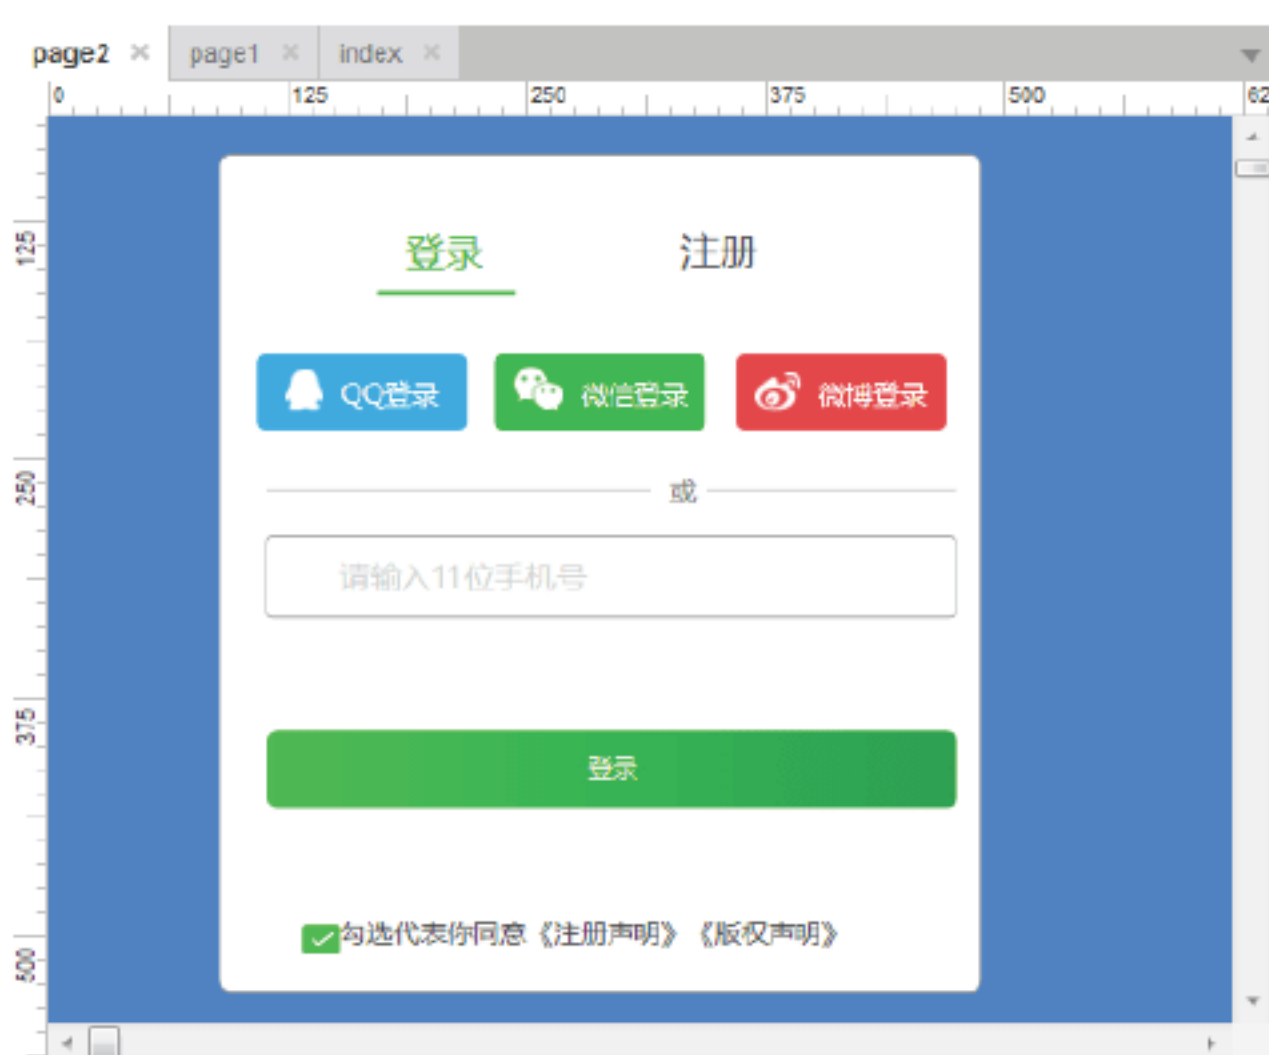 page2 page1 index
0 125 250 375 500 62
125
250
375
500
登录 注册
QQ登录 微信登录 微博登录
或
请输入11位手机号
登录
勾选代表你同意《注册声明》《版权声明》